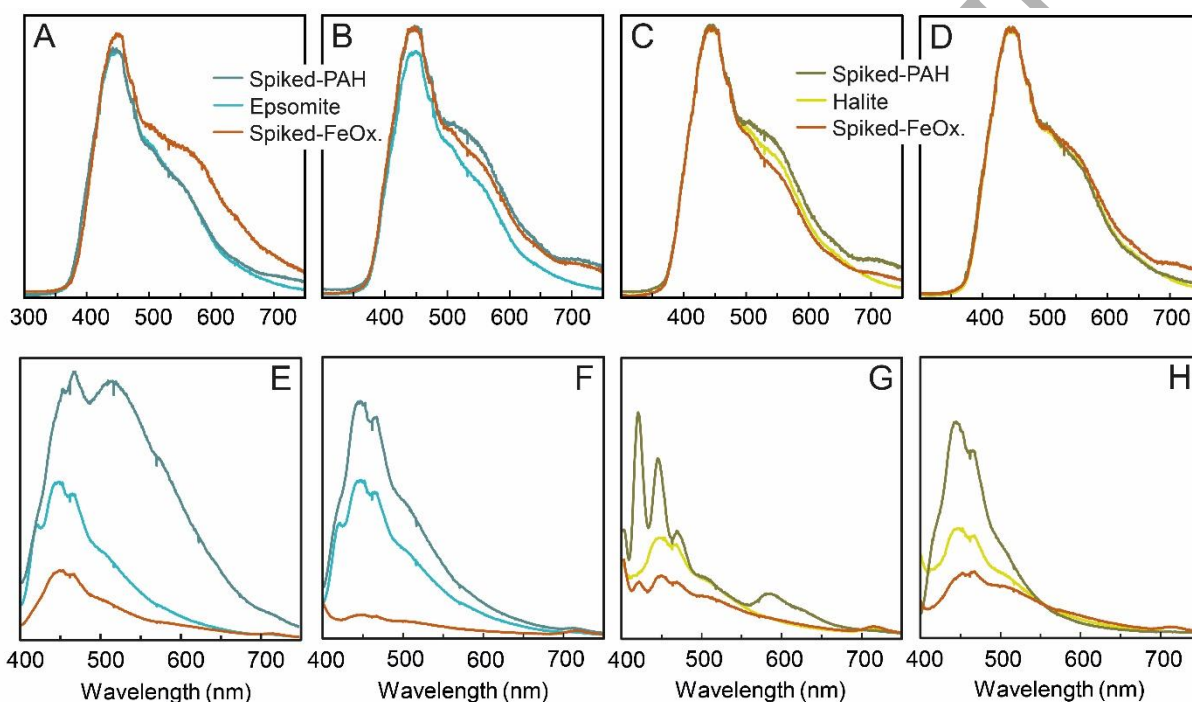 A B C D
Spiked-PAH
Epsomite
Spiked-FeOx.
Spiked-PAH
Halite
Spiked-FeOx.
300 400 500 600 700 400 500 600 700 400 500 600 700 400 500 600 700
E F G H
400 500 600 700 400 500 600 700 400 500 600 700 400 500 600 700
Wavelength (nm) Wavelength (nm) Wavelength (nm) Wavelength (nm)